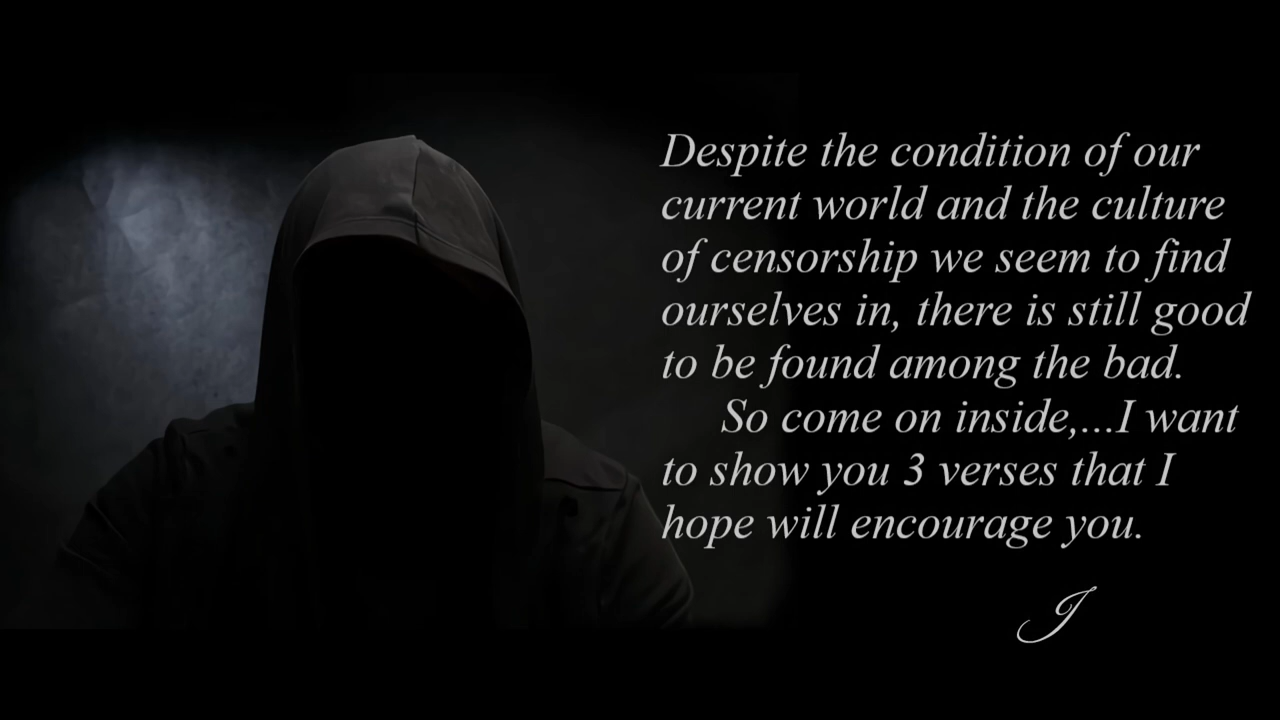 Despite the condition of our
current world and the culture
of censorship we seem to find
ourselves in, there is still good
to be found among the bad.
So come on inside,...I want
to show you 3 verses that I
hope will encourage you.
J